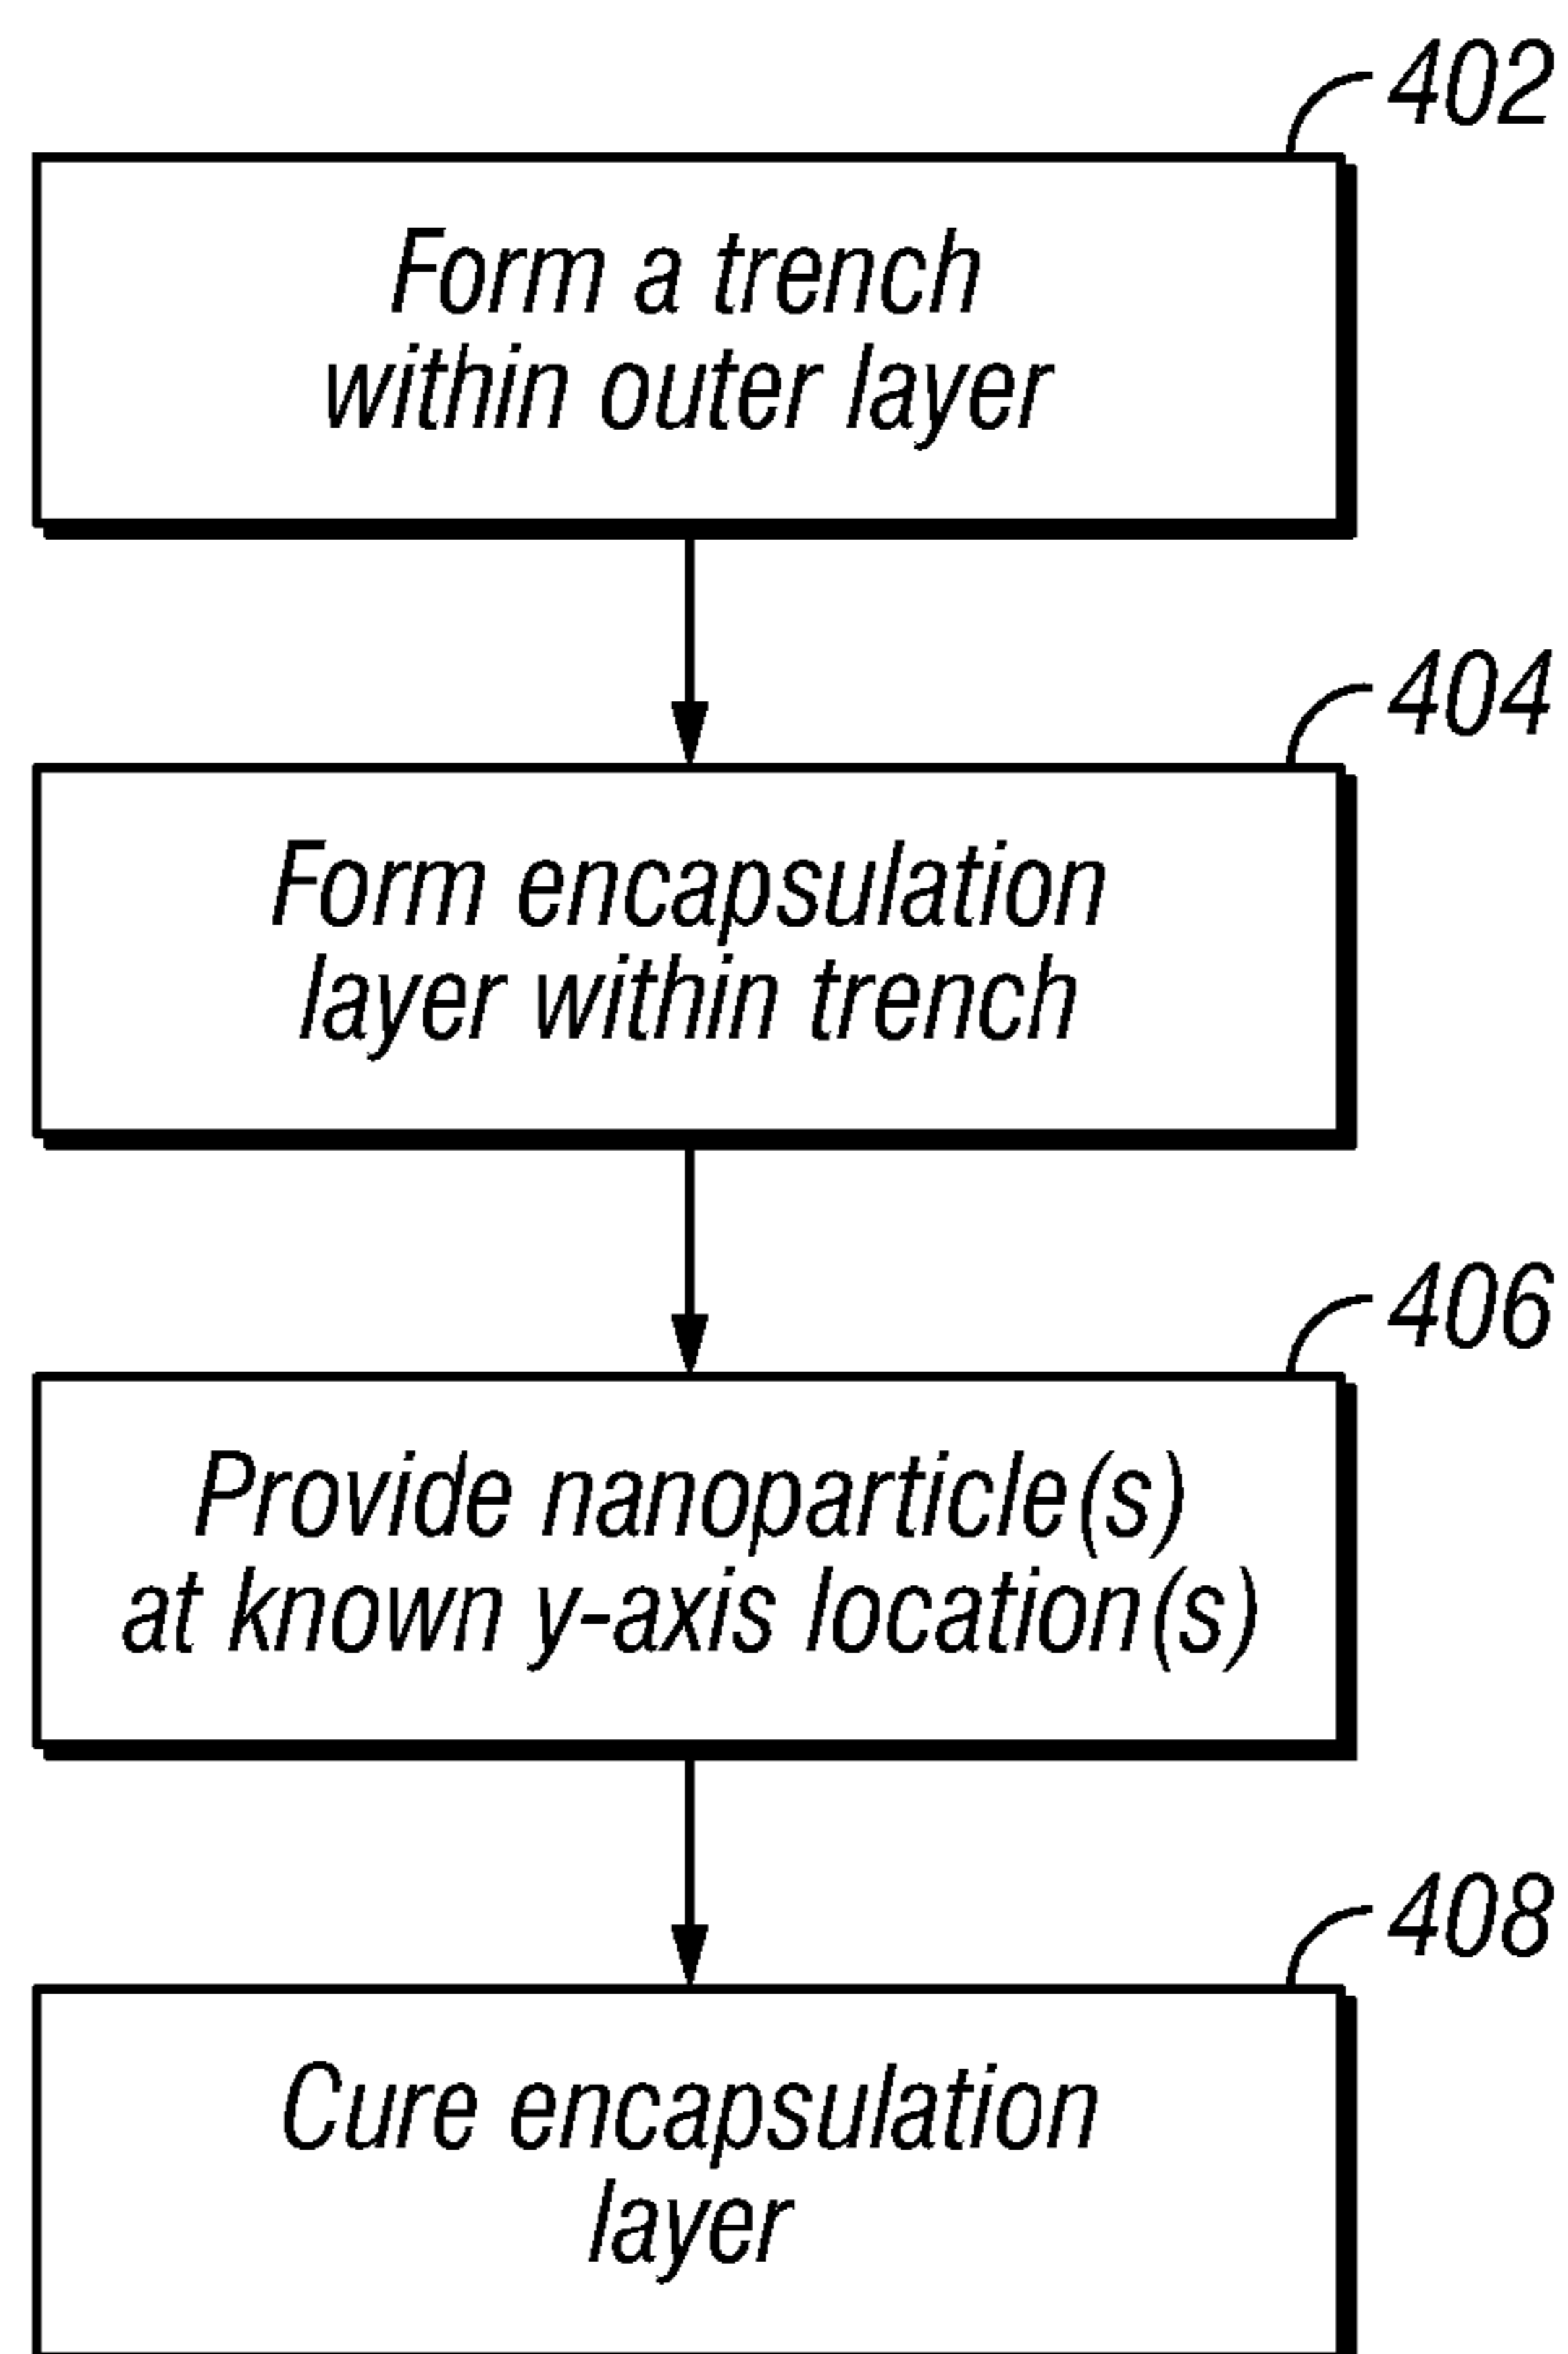 402
Form a trench
within outer layer
404
Form encapsulation
layer within trench
406
Provide nanoparticle(s)
at known y-axis location(s)
408
Cure encapsulation
layer